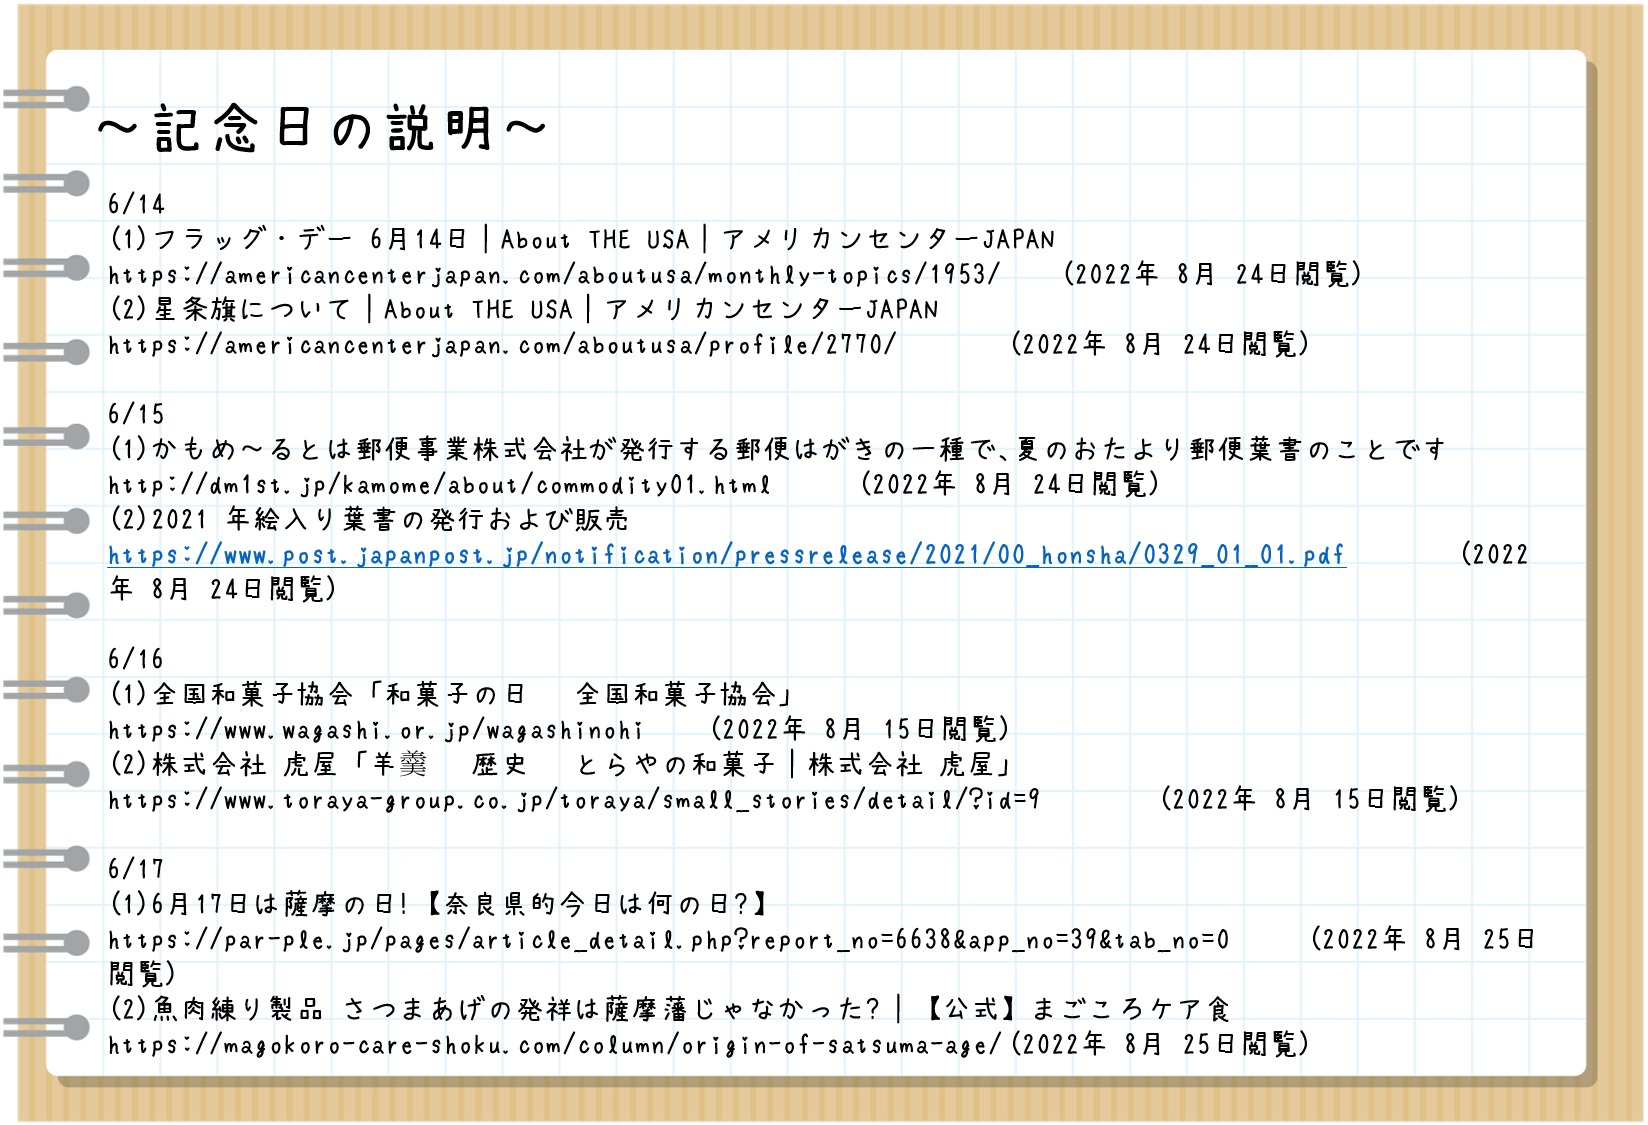 ～記念日の説明～
6/14
(1)フラッグ・デー 6月14日|About THE USA|アメリカンセンターJAPAN
https://americancenterjapan.com/aboutusa/monthly-topics/1953/ (2022年 8月 24日閲覧)
(2)星条旗について|About THE USA|アメリカンセンターJAPAN
https://americancenterjapan.com/aboutusa/profile/2770/ (2022年 8月 24日閲覧)
6/15
(1)かもめ～るとは郵便事業株式会社が発行する郵便はがきの一種で、夏のおたより郵便葉書のことです
http://dm1st.jp/kamome/about/commodity01.html (2022年 8月 24日閲覧)
(2)2021 年絵入り葉書の発行および販売
https://www.post.japanpost.jp/notification/pressrelease/2021/00_honsha/0329_01_01.pdf (2022
年 8月 24日閲覧)
6/16
(1)全国和菓子協会「和菓子の日 全国和菓子協会」
https://www.wagashi.or.jp/wagashinohi (2022年 8月 15日閲覧)
(2)株式会社 虎屋「羊羹 歴史 とらやの和菓子|株式会社 虎屋」
https://www.toraya-group.co.jp/toraya/small_stories/detail/?id=9 (2022年 8月 15日閲覧)
6/17
(1)6月17日は薩摩の日!【奈良県的今日は何の日?】
https://par-ple.jp/pages/article_detail.php?report_no=6638&app_no=39&tab_no=0 (2022年 8月 25日
閲覧)
(2)魚肉練り製品 さつまあげの発祥は薩摩藩じゃなかった?|【公式】まごころケア食
https://magokoro-care-shoku.com/column/origin-of-satsuma-age/(2022年 8月 25日閲覧)